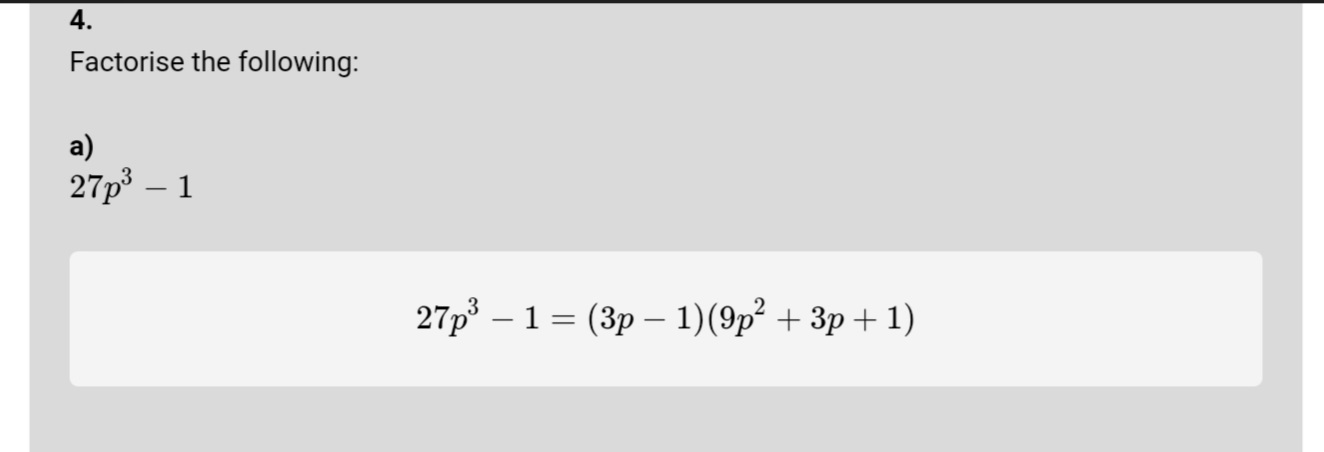 4.
Factorise the following:
a)
27p³ − 1
27p³ − 1 = (3p − 1)(9p² + 3p + 1)